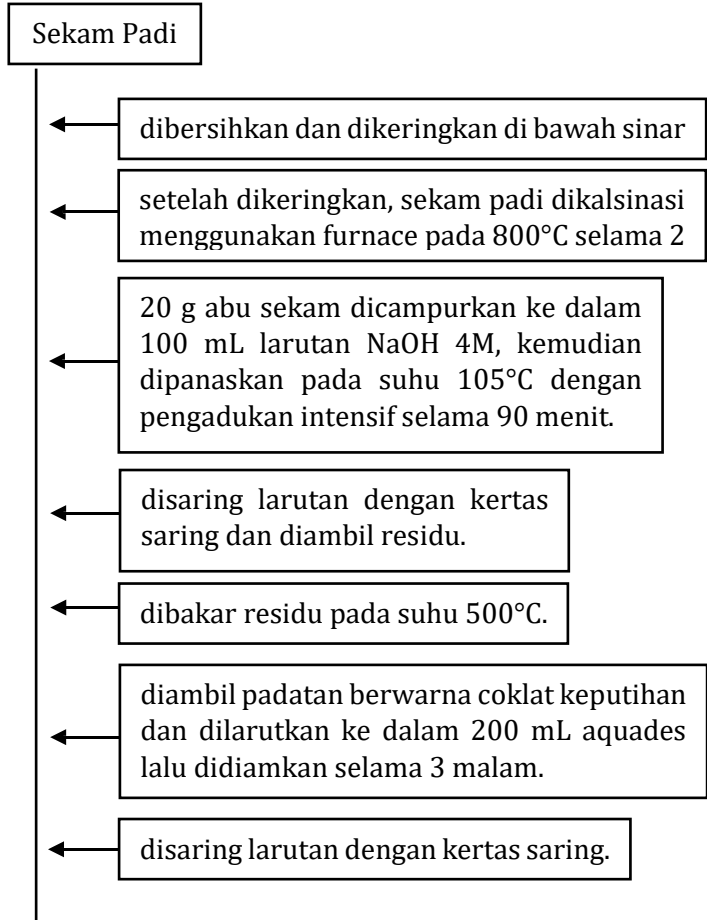 Sekam Padi
dibersihkan dan dikeringkan di bawah sinar
setelah dikeringkan, sekam padi dikalsinasi
menggunakan furnace pada 800°C selama 2
20 g abu sekam dicampurkan ke dalam
100 mL larutan NaOH 4M, kemudian
dipanaskan pada suhu 105°C dengan
pengadukan intensif selama 90 menit.
disaring larutan dengan kertas
saring dan diambil residu.
dibakar residu pada suhu 500°C.
diambil padatan berwarna coklat keputihan
dan dilarutkan ke dalam 200 mL aquades
lalu didiamkan selama 3 malam.
disaring larutan dengan kertas saring.